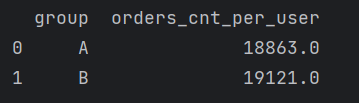 group orders_cnt_per_user
0 A 18863.0
1 B 19121.0